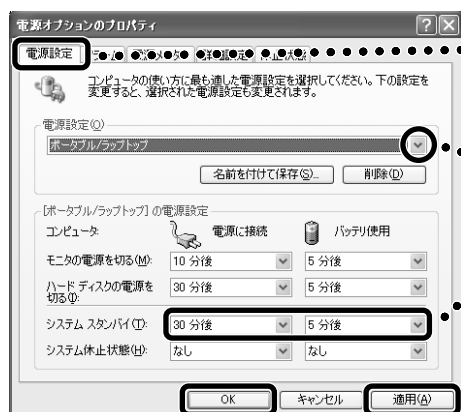 電源オプションのプロパティ
電源設定
コンピュータの使い方に最も適した電源設定を選択してください。下の設定を
変更すると、選択された電源設定も変更されます。
電源設定(O)
ポータブル/ラップトップ
名前を付けて保存(S)... 削除(D)
[ポータブル/ラップトップ] の電源設定
コンピュータ: 電源に接続 バッテリ使用
モニタの電源を切る(M): 10 分後 5 分後
ハード ディスクの電源を 30 分後 5 分後
切る(I):
システム スタンバイ(T): 30 分後 5 分後
システム休止状態(H): なし なし
OK キャンセル 適用(A)